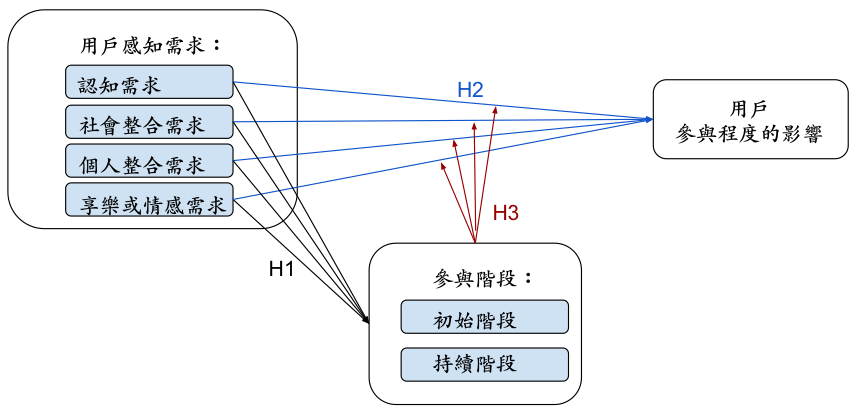 用戶感知需求：
認知需求
社會整合需求
個人整合需求
享樂或情感需求
H2
用戶
參與程度的影響
H3
H1
參與階段：
初始階段
持續階段